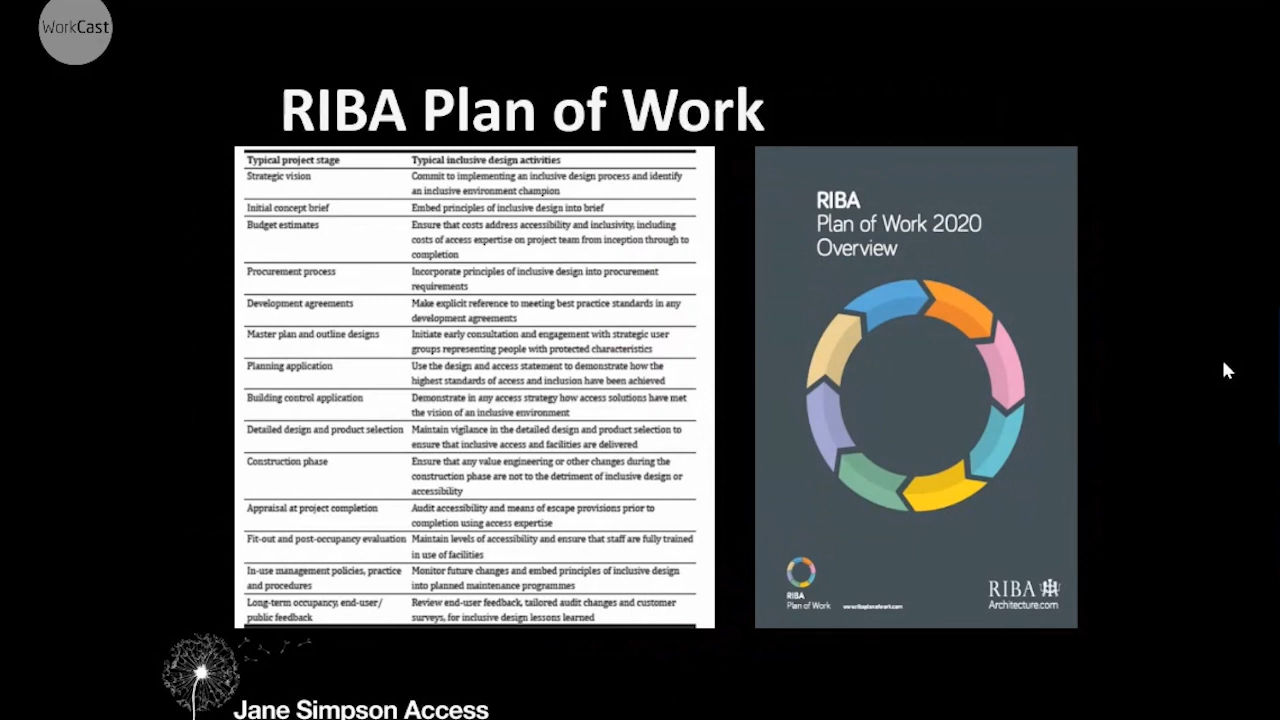 WorkCast
RIBA Plan of Work
Typical project stage Typical inclusive design activities
Strategic vision Commit to implementing an inclusive design process and identify
an inclusive environment champion
Initial concept brief Embed principles of inclusive design into brief
Budget estimates Ensure that costs address accessibility and inclusivity, including
costs of access expertise on project team from inception through to
completion
Procurement process Incorporate principles of inclusive design into procurement
requirements
Development agreements Make explicit reference to meeting best practice standards in any
development agreements
Master plan and outline designs Initiate early consultation and engagement with strategic user
groups representing people with protected characteristics
Planning application Use the design and access statement to demonstrate how the
highest standards of access and inclusion have been achieved
Building control application Demonstrate in any access strategy how access solutions have met
the vision of an inclusive environment
Detailed design and product selection Maintain vigilance in the detailed design and product selection to
ensure that inclusive access and facilities are delivered
Construction phase Ensure that any value engineering or other changes during the
construction phase are not to the detriment of inclusive design or
accessibility
Appraisal at project completion Audit accessibility and means of escape provisions prior to
completion using access expertise
Fit-out and post-occupancy evaluation Maintain levels of accessibility and ensure that staff are fully trained
in use of facilities
In-use management policies, practice Monitor future changes and embed principles of inclusive design
and procedures into planned maintenance programmes
Long-term occupancy, end-user/ Review end-user feedback, tailored audit changes and customer
public feedback surveys, for inclusive design lessons learned
RIBA
Plan of Work 2020
Overview
RIBA
Plan of Work
www.ribaplanofwork.com
RIBA
Architecture.com
Jane Simpson Access